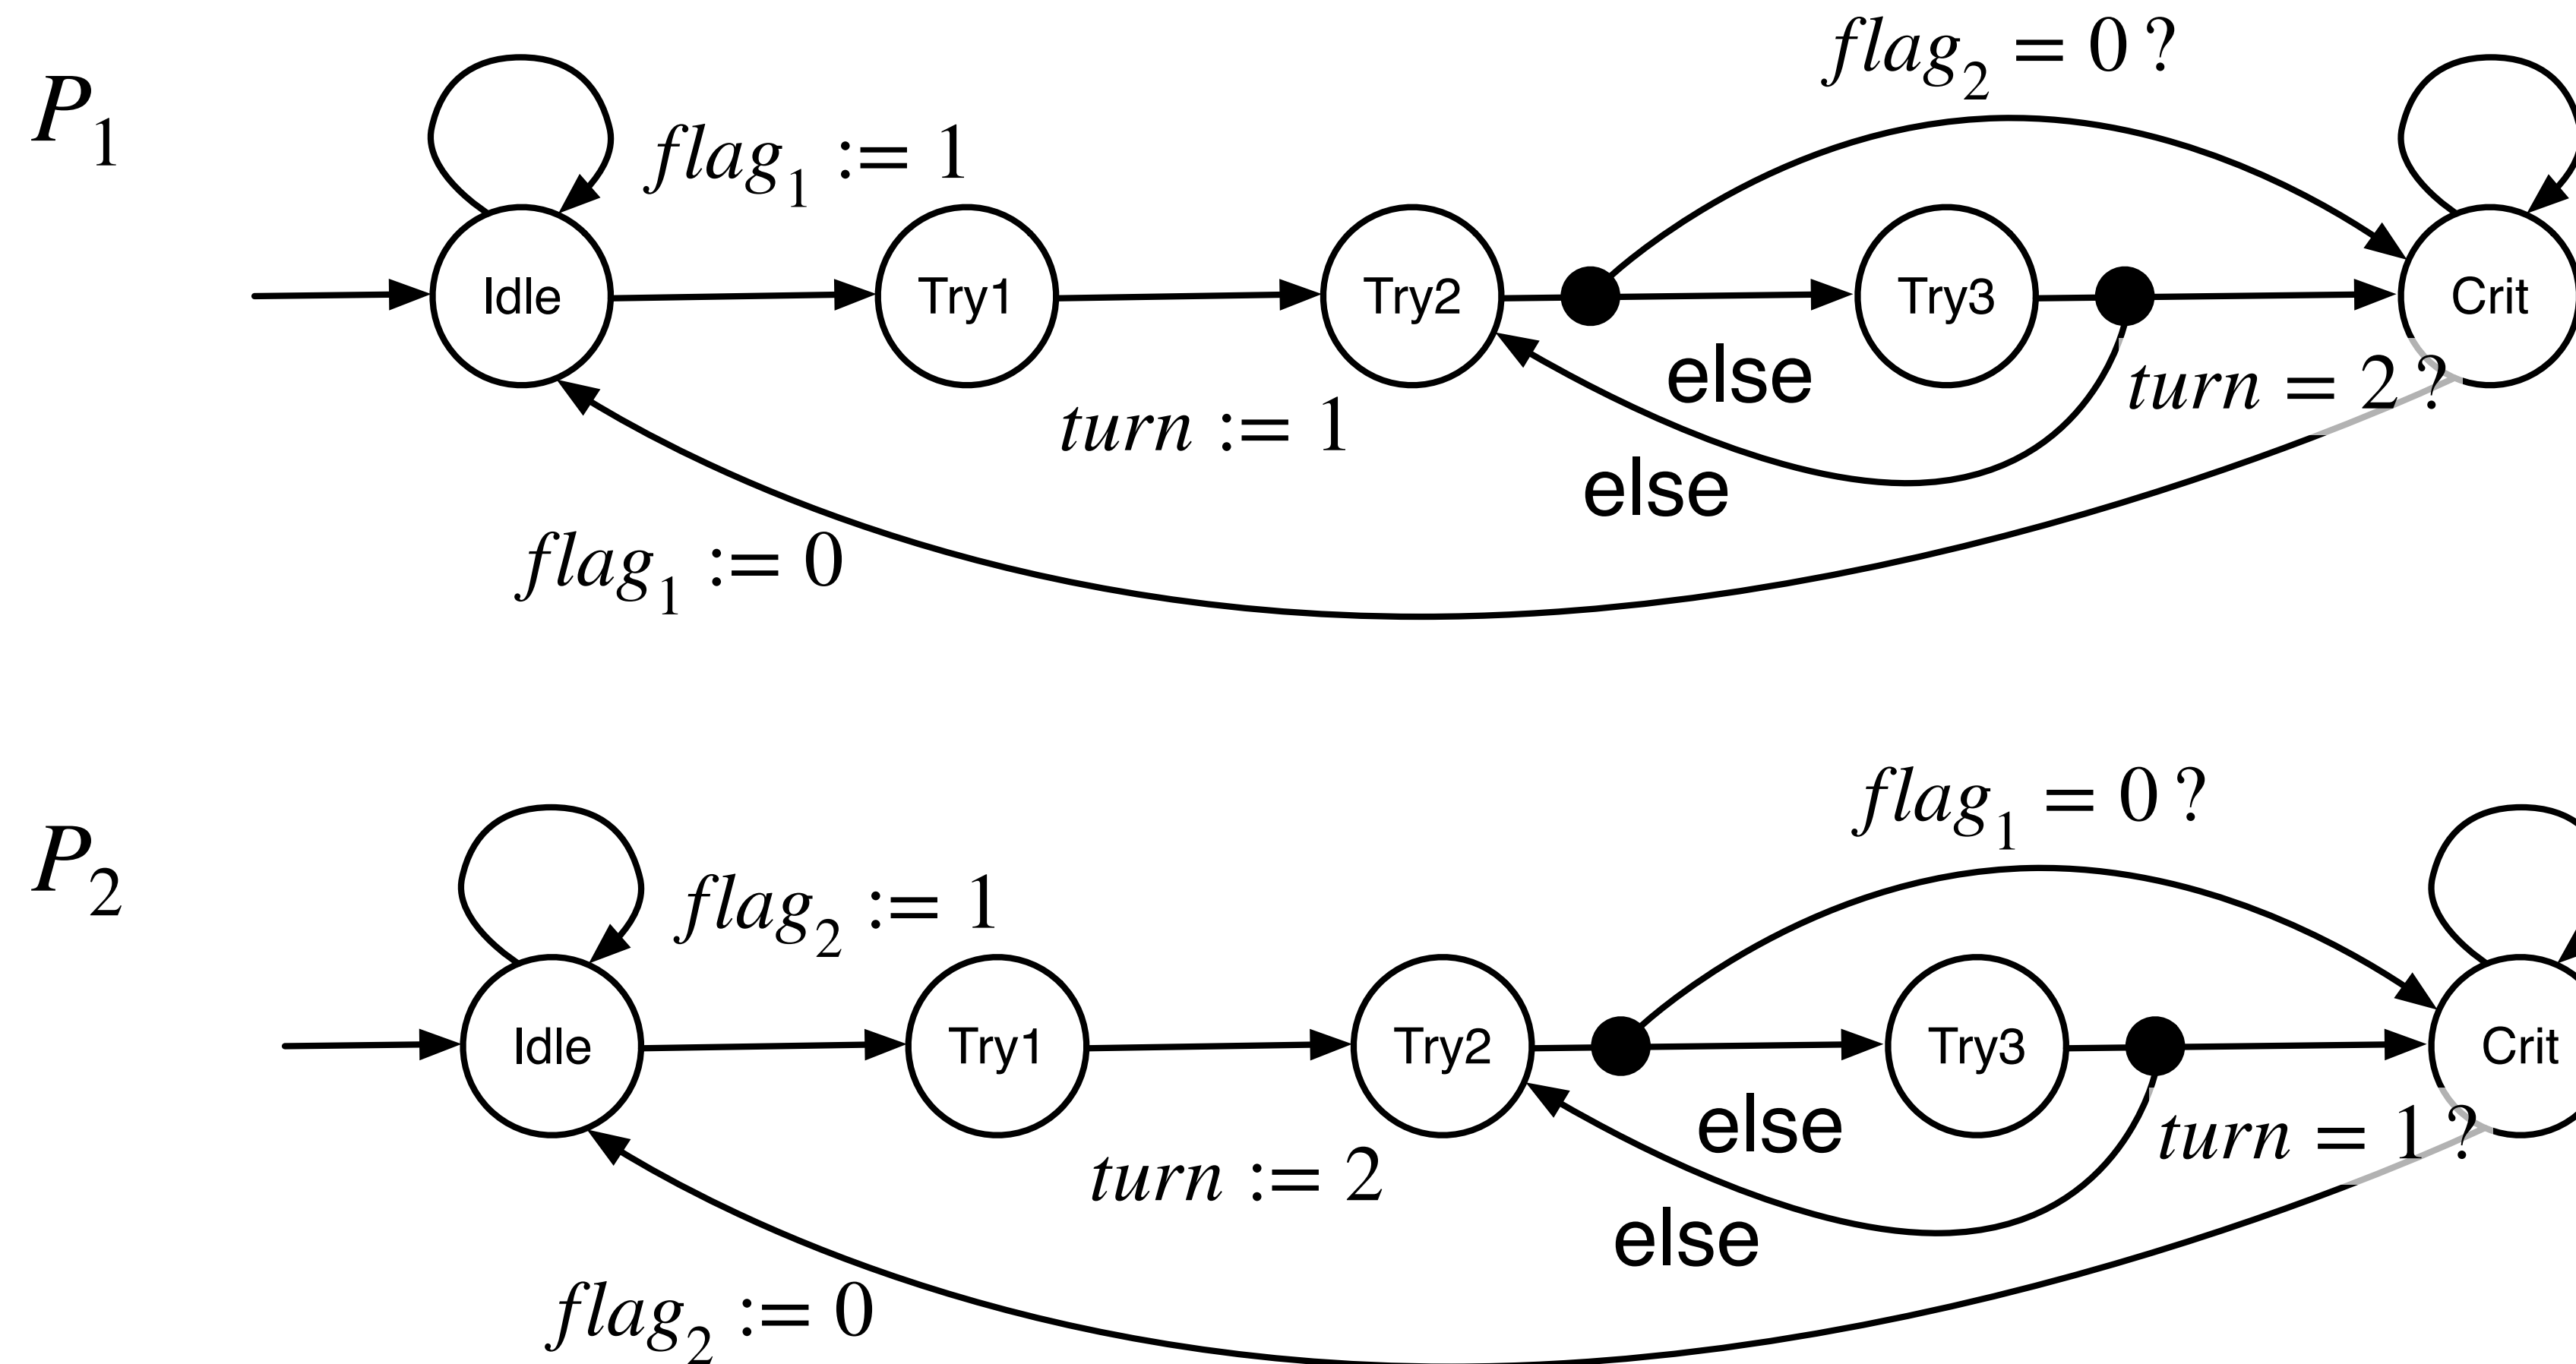 flag₂ = 0 ?
P₁
flag₁ := 1
Idle Try1 Try2 Try3 Crit
else turn = 2 ?
turn := 1
else
flag₁ := 0
flag₁ = 0 ?
P₂
flag₂ := 1
Idle Try1 Try2 Try3 Crit
else turn = 1 ?
turn := 2
else
flag₂ := 0